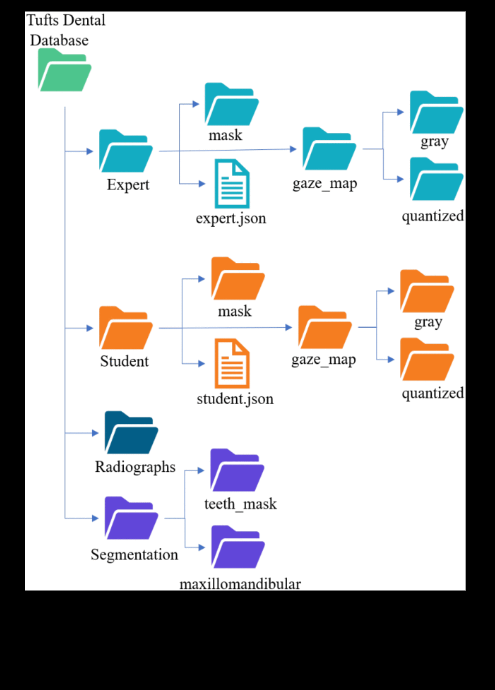 Tufts Dental
Database
mask
gray
Expert
gaze_map
expert.json
quantized
mask
gray
Student
gaze_map
student.json
quantized
Radiographs
teeth_mask
Segmentation
maxillomandibular